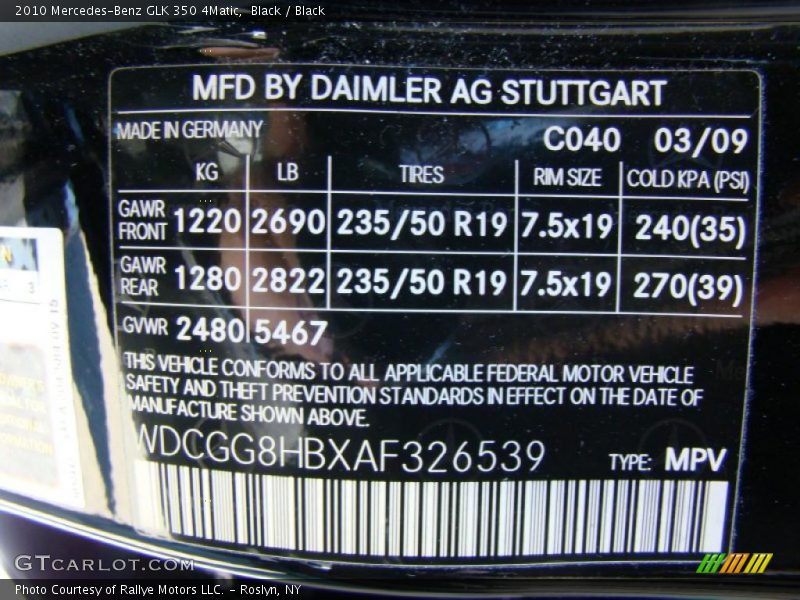 2010 Mercedes-Benz GLK 350 4Matic, Black / Black
MFD BY DAIMLER AG STUTTGART
MADE IN GERMANY C040 03/09
KG LB TIRES RIM SIZE COLD KPA (PSI)
GAWR FRONT 1220 2690 235/50 R19 7.5x19 240(35)
GAWR REAR 1280 2822 235/50 R19 7.5x19 270(39)
GVWR 2480 5467
THIS VEHICLE CONFORMS TO ALL APPLICABLE FEDERAL MOTOR VEHICLE
SAFETY AND THEFT PREVENTION STANDARDS IN EFFECT ON THE DATE OF
MANUFACTURE SHOWN ABOVE.
WDCGG8HBXAF326539 TYPE: MPV
GTcarlot.com
Photo Courtesy of Rallye Motors LLC. - Roslyn, NY